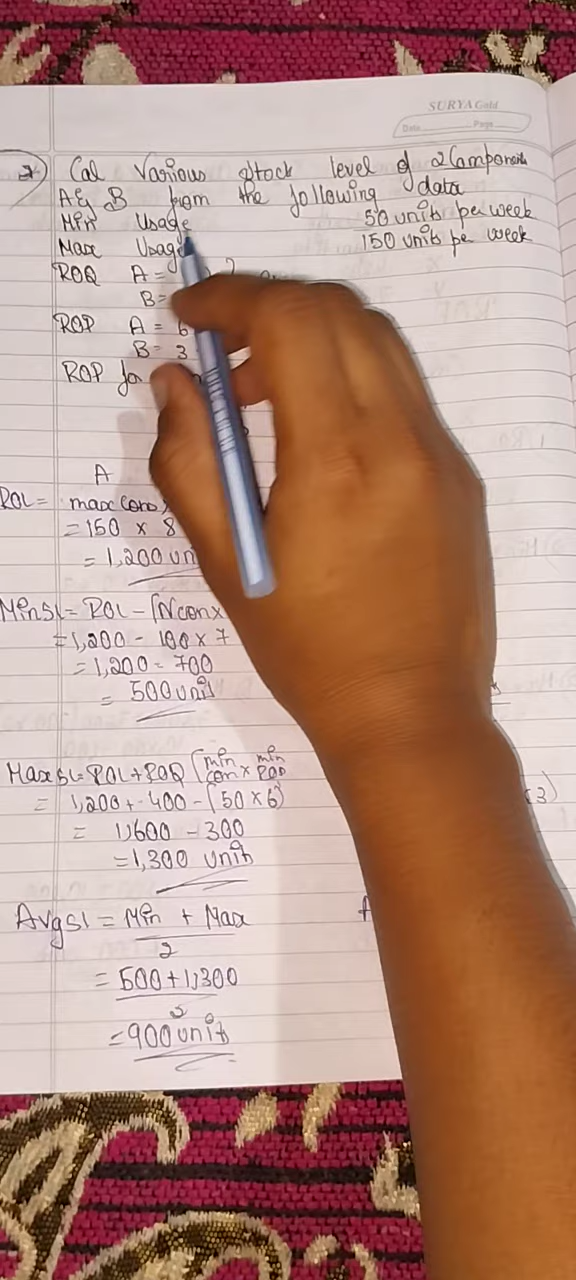 SURYA Gold
Date Page
Cal Various stock level of 2 Components
A & B from the following data
Min Usage 50 units per week
Max Usage 150 units per week
ROQ A =
B =
ROP A = 6
B = 3
ROP for
A
ROL = max Con
= 150 x 8
= 1,200
Min SL = ROL - [N con x
= 1,200 - 100 x 7
= 1,200 - 700
= 500 units
Max SL = ROL + ROQ [min con x min ROP
= 1,200 + 400 - [50 x 6]
= 1,600 - 300
= 1,300 units
Avg Sl = Min + Max
2
= 500 + 1,300
2
= 900 units